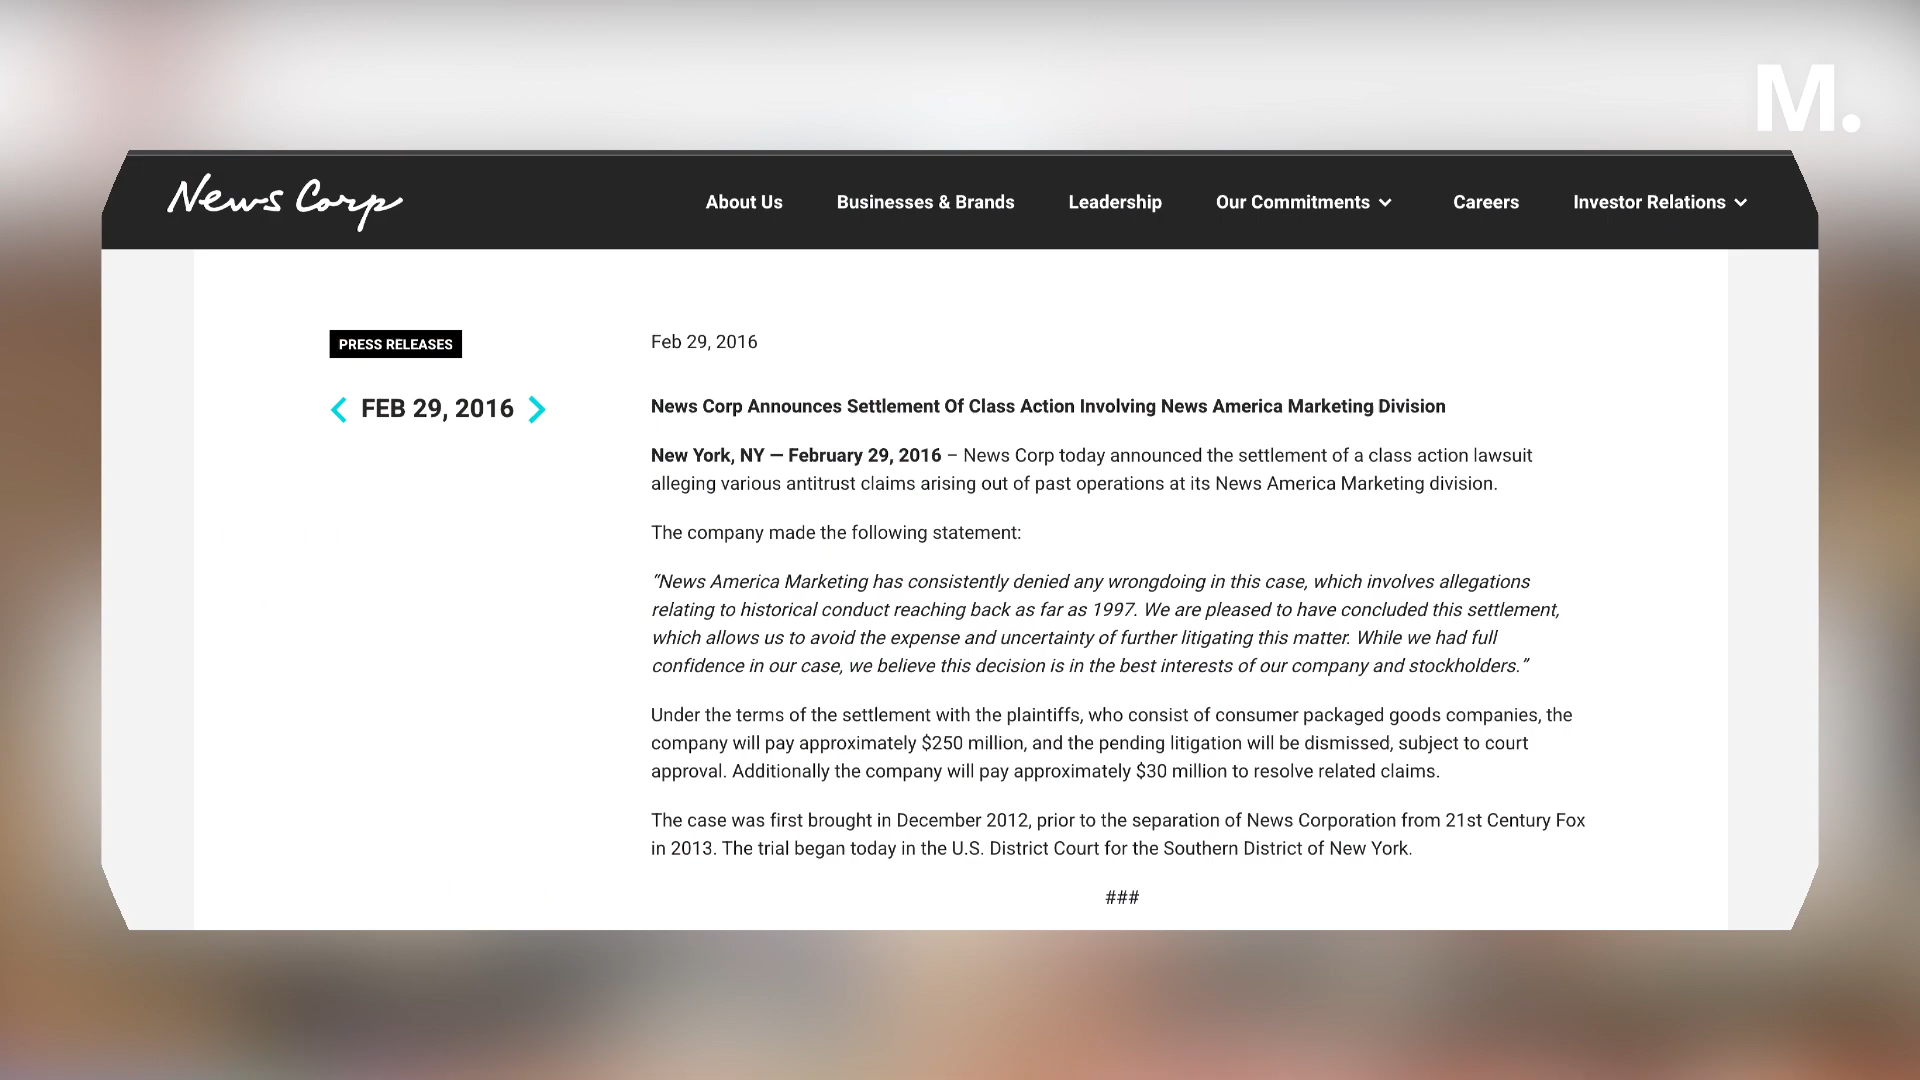 M.
News Corp
About Us Businesses & Brands Leadership Our Commitments Careers Investor Relations
PRESS RELEASES
FEB 29, 2016
Feb 29, 2016
News Corp Announces Settlement Of Class Action Involving News America Marketing Division
New York, NY — February 29, 2016 – News Corp today announced the settlement of a class action lawsuit
alleging various antitrust claims arising out of past operations at its News America Marketing division.
The company made the following statement:
“News America Marketing has consistently denied any wrongdoing in this case, which involves allegations
relating to historical conduct reaching back as far as 1997. We are pleased to have concluded this settlement,
which allows us to avoid the expense and uncertainty of further litigating this matter. While we had full
confidence in our case, we believe this decision is in the best interests of our company and stockholders.”
Under the terms of the settlement with the plaintiffs, who consist of consumer packaged goods companies, the
company will pay approximately $250 million, and the pending litigation will be dismissed, subject to court
approval. Additionally the company will pay approximately $30 million to resolve related claims.
The case was first brought in December 2012, prior to the separation of News Corporation from 21st Century Fox
in 2013. The trial began today in the U.S. District Court for the Southern District of New York.
###